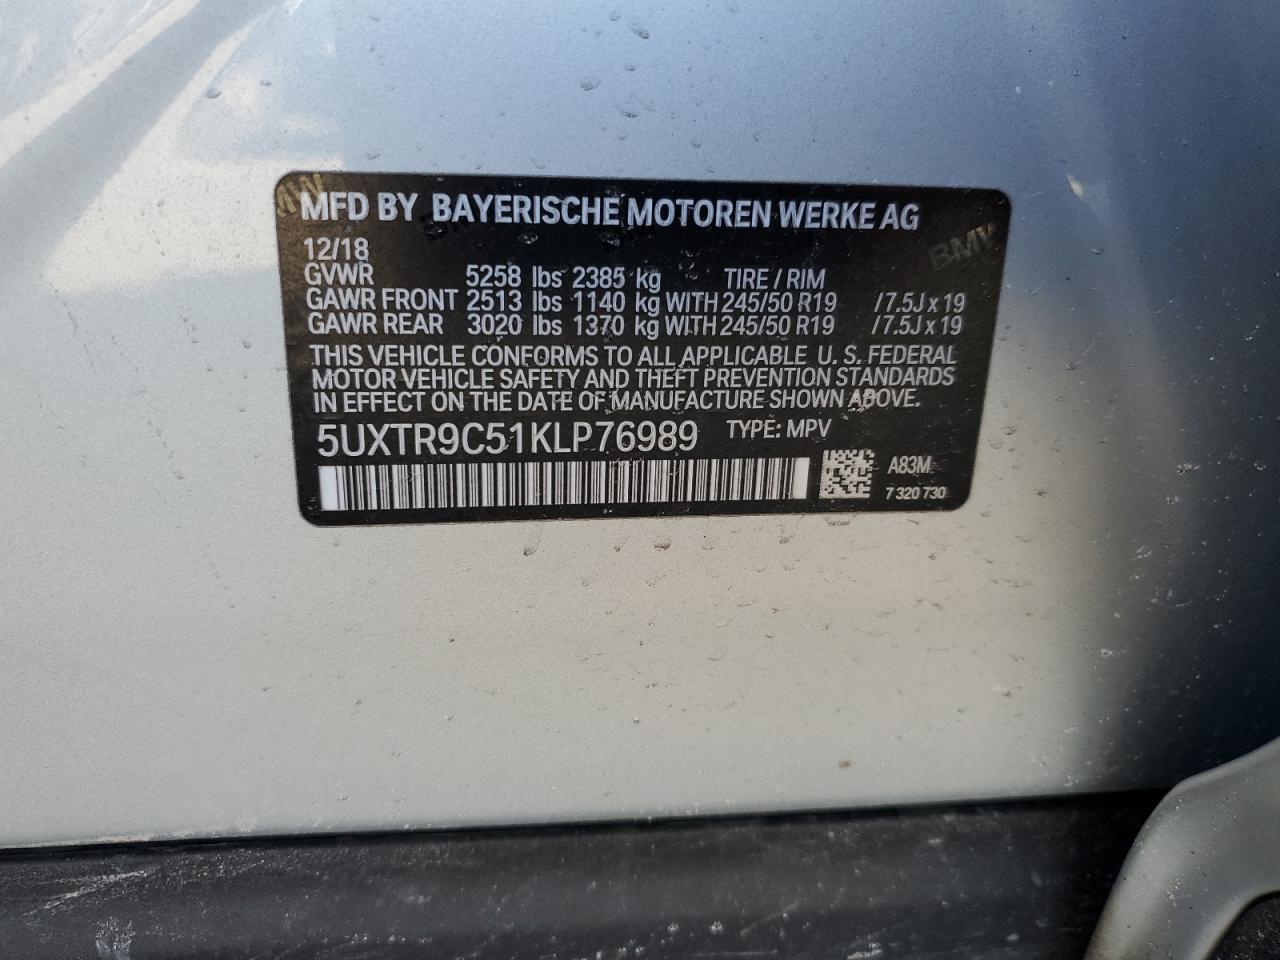 MFD BY BAYERISCHE MOTOREN WERKE AG
BMW
12/18
GVWR 5258 lbs 2385 kg TIRE / RIM
GAWR FRONT 2513 lbs 1140 kg WITH 245/50 R19 / 7.5J x 19
GAWR REAR 3020 lbs 1370 kg WITH 245/50 R19 / 7.5J x 19
THIS VEHICLE CONFORMS TO ALL APPLICABLE U. S. FEDERAL
MOTOR VEHICLE SAFETY AND THEFT PREVENTION STANDARDS
IN EFFECT ON THE DATE OF MANUFACTURE SHOWN ABOVE.
5UXTR9C51KLP76989 TYPE: MPV
A83M
7 320 730